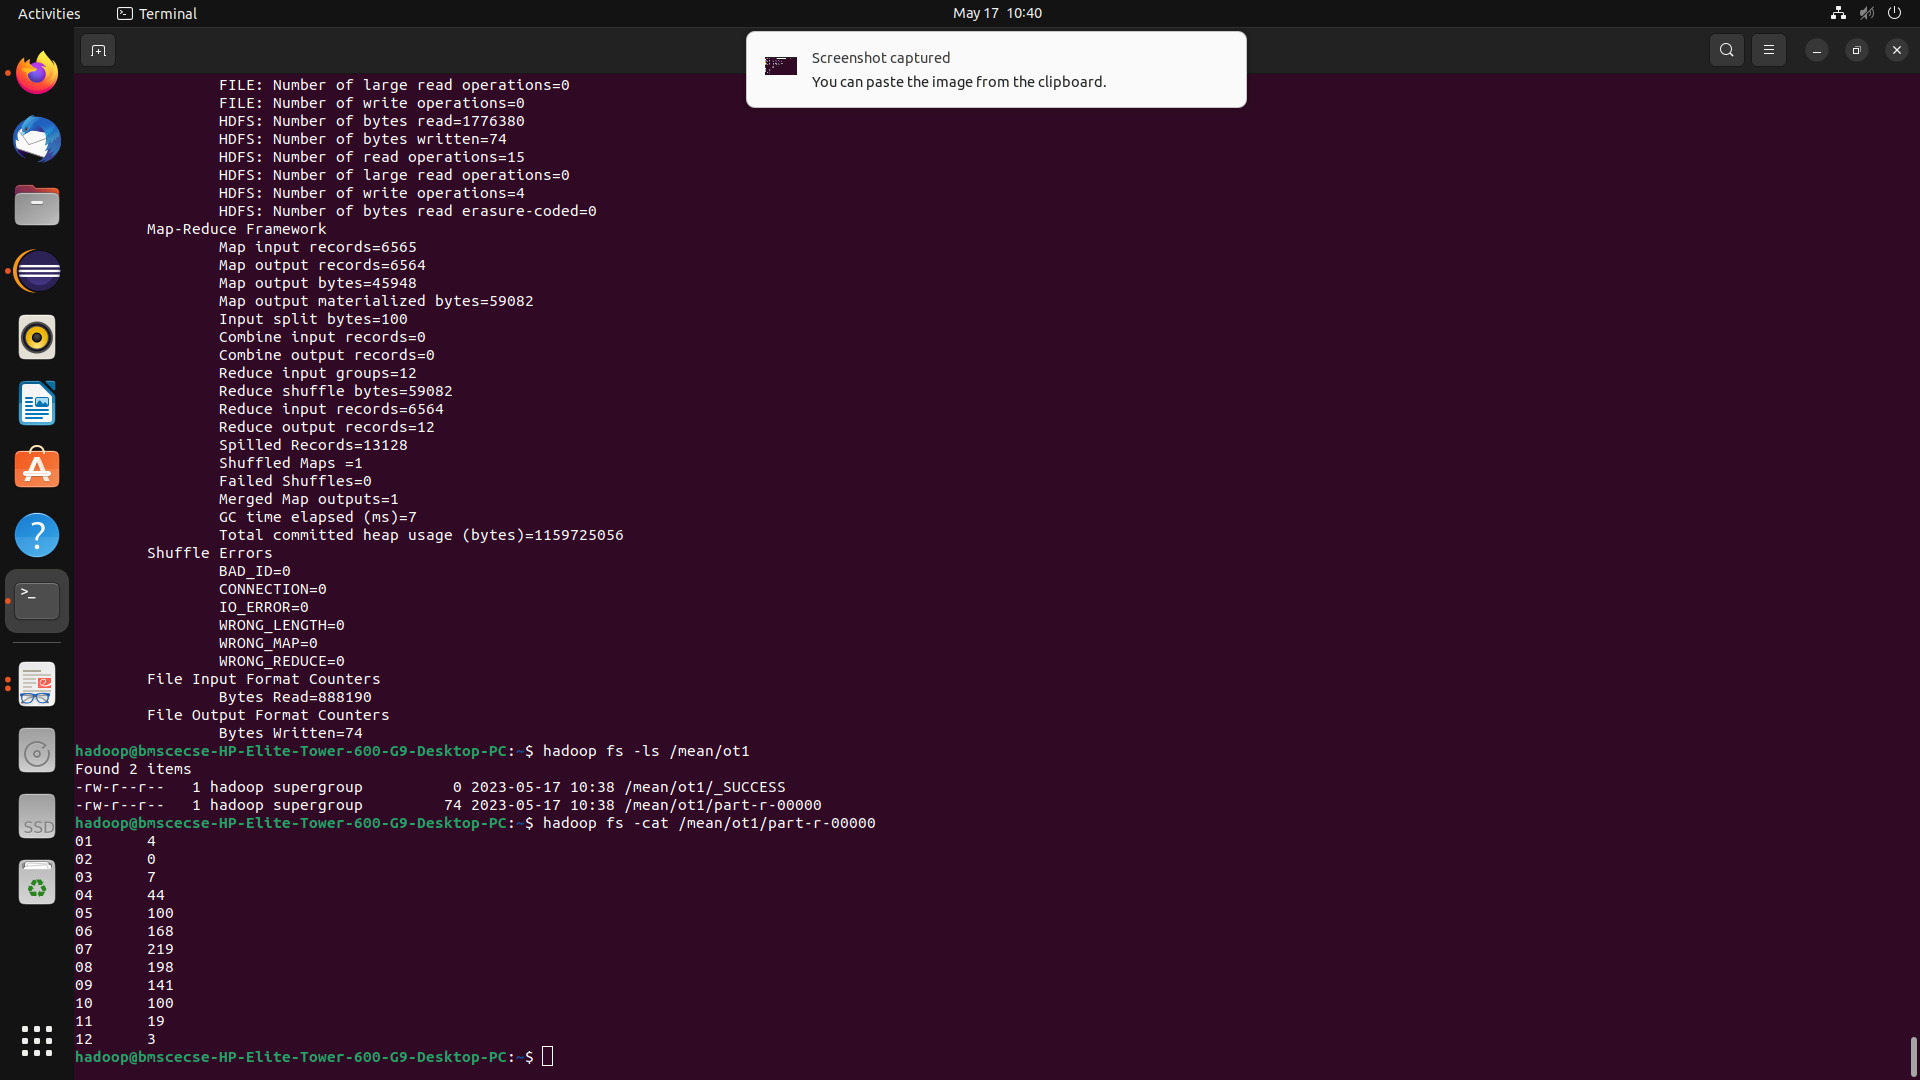 Activities
Terminal
May 17 10:40
Screenshot captured
You can paste the image from the clipboard.
FILE: Number of large read operations=0
FILE: Number of write operations=0
HDFS: Number of bytes read=1776380
HDFS: Number of bytes written=74
HDFS: Number of read operations=15
HDFS: Number of large read operations=0
HDFS: Number of write operations=4
HDFS: Number of bytes read erasure-coded=0
Map-Reduce Framework
Map input records=6565
Map output records=6564
Map output bytes=45948
Map output materialized bytes=59082
Input split bytes=100
Combine input records=0
Combine output records=0
Reduce input groups=12
Reduce shuffle bytes=59082
Reduce input records=6564
Reduce output records=12
Spilled Records=13128
Shuffled Maps =1
Failed Shuffles=0
Merged Map outputs=1
GC time elapsed (ms)=7
Total committed heap usage (bytes)=1159725056
Shuffle Errors
BAD_ID=0
CONNECTION=0
IO_ERROR=0
WRONG_LENGTH=0
WRONG_MAP=0
WRONG_REDUCE=0
File Input Format Counters
Bytes Read=888190
File Output Format Counters
Bytes Written=74
hadoop@bmscecse-HP-Elite-Tower-600-G9-Desktop-PC:~$ hadoop fs -ls /mean/ot1
Found 2 items
-rw-r--r--   1 hadoop supergroup          0 2023-05-17 10:38 /mean/ot1/_SUCCESS
-rw-r--r--   1 hadoop supergroup         74 2023-05-17 10:38 /mean/ot1/part-r-00000
hadoop@bmscecse-HP-Elite-Tower-600-G9-Desktop-PC:~$ hadoop fs -cat /mean/ot1/part-r-00000
01      4
02      0
03      7
04      44
05      100
06      168
07      219
08      198
09      141
10      100
11      19
12      3
hadoop@bmscecse-HP-Elite-Tower-600-G9-Desktop-PC:~$
SSD